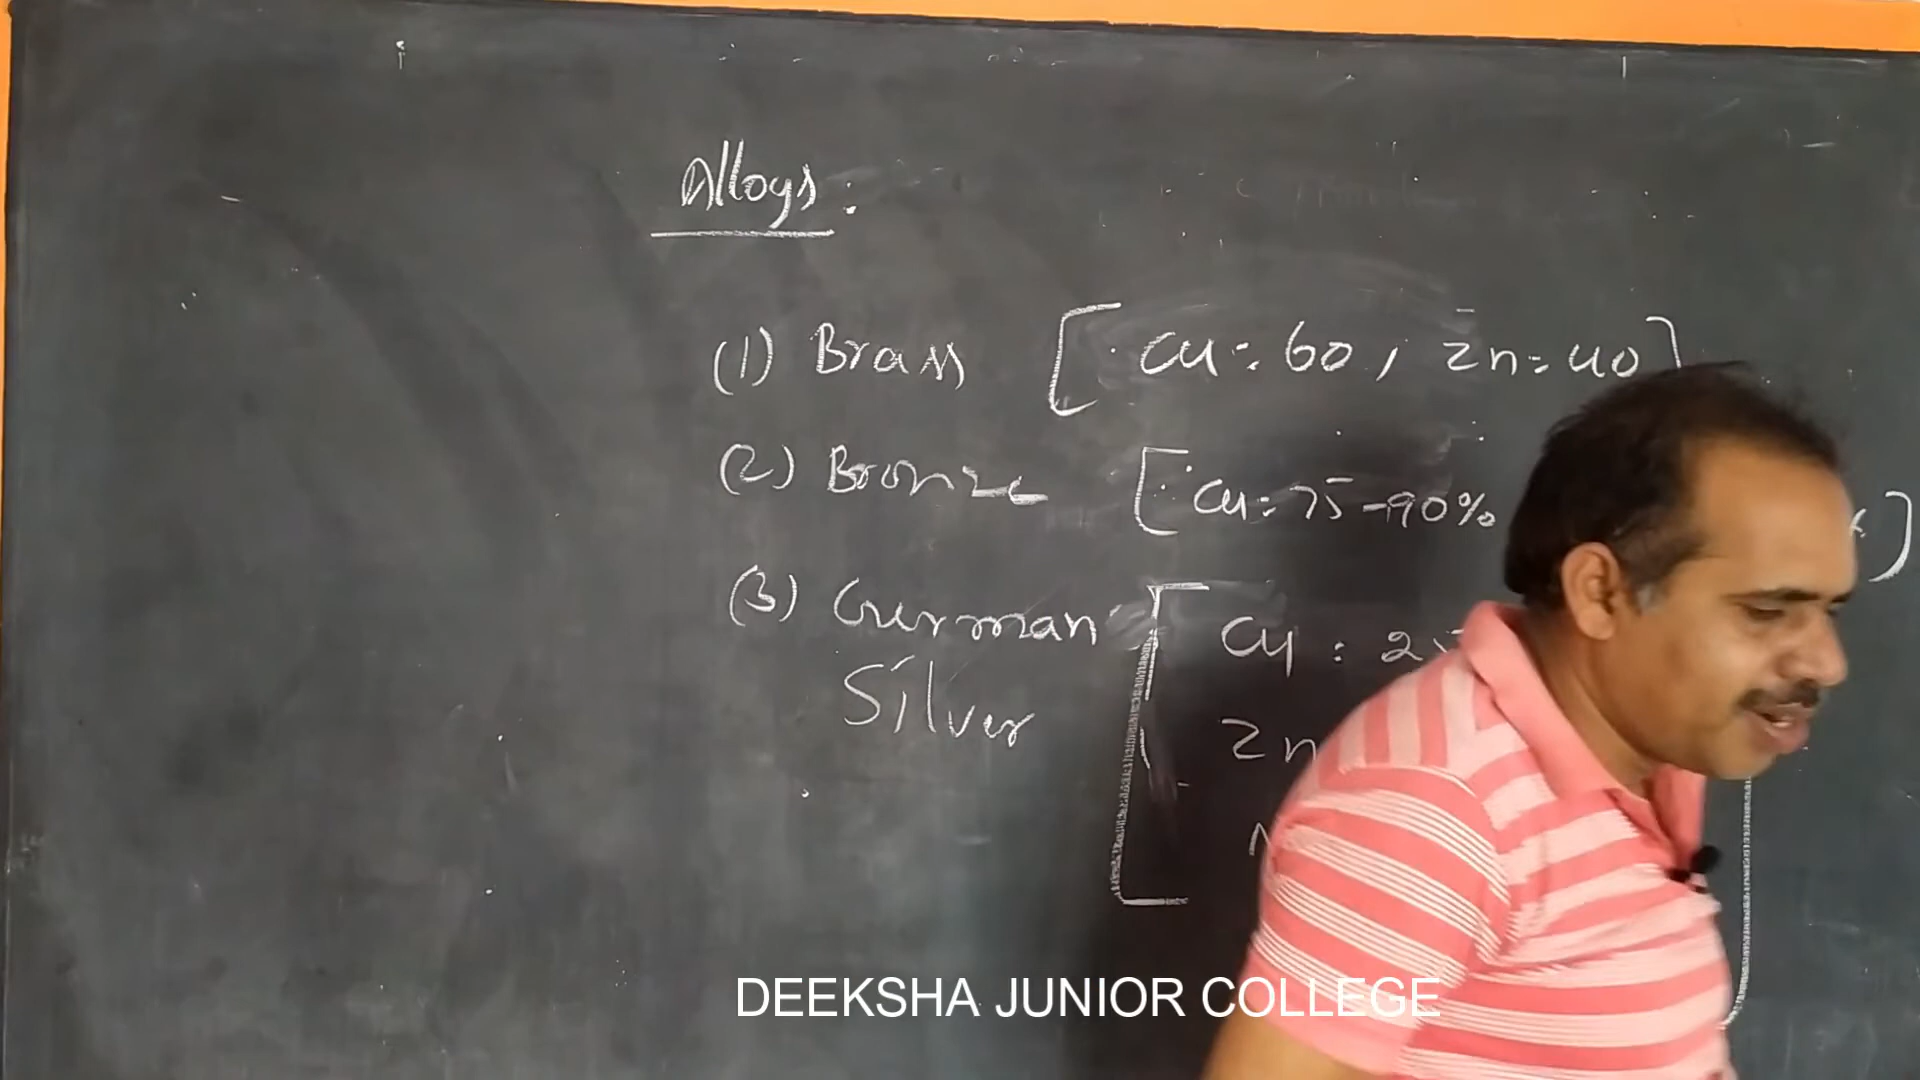 Alloys :
(1) Brass [ Cu = 60 , Zn = 40 ]
(2) Bronze [ Cu = 75-90% ]
(3) German [ Cu :
Silver Zn
DEEKSHA JUNIOR COLLEGE